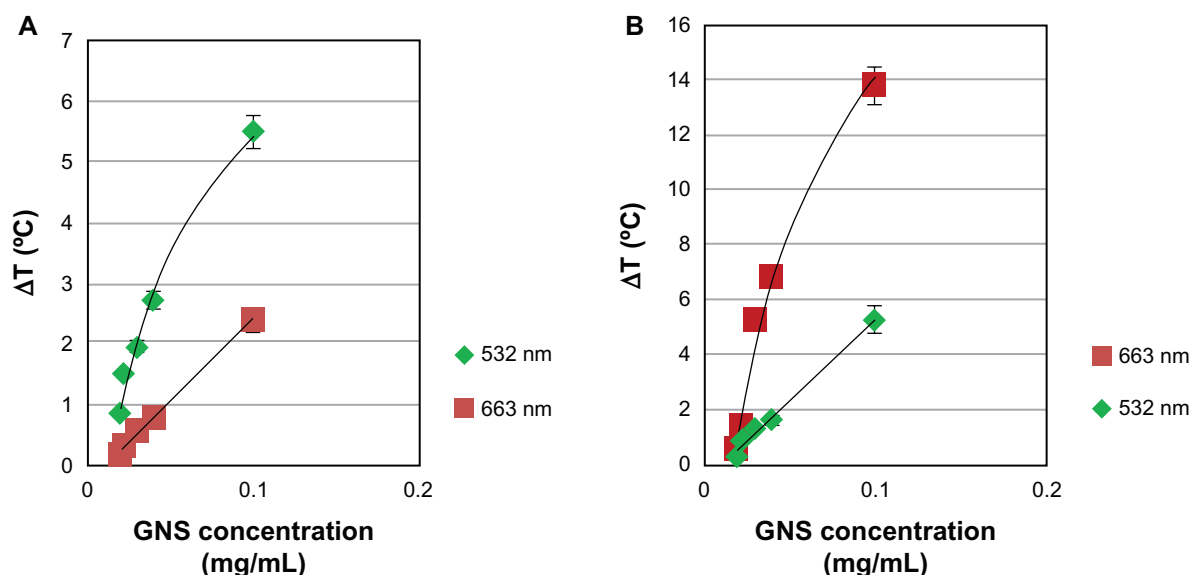 A
7
6
5
4
3
2
1
0
0
0.1
0.2
ΔT (ºC)
GNS concentration
(mg/mL)
532 nm
663 nm
B
16
14
12
10
8
6
4
2
0
0
0.1
0.2
ΔT (ºC)
GNS concentration
(mg/mL)
663 nm
532 nm